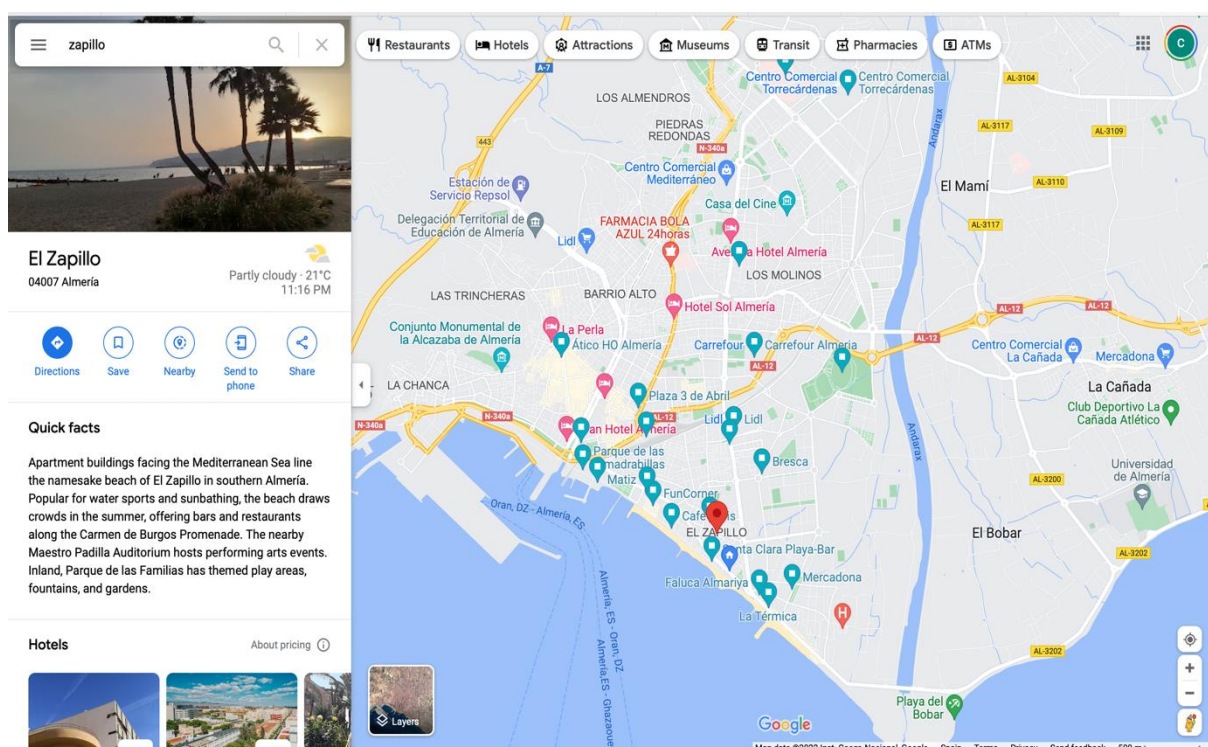 zapillo
Restaurants
Hotels
Attractions
Museums
Transit
Pharmacies
ATMs
C
El Zapillo
04007 Almería
Partly cloudy · 21°C
11:16 PM
Directions
Save
Nearby
Send to
phone
Share
Quick facts
Apartment buildings facing the Mediterranean Sea line
the namesake beach of El Zapillo in southern Almería.
Popular for water sports and sunbathing, the beach draws
crowds in the summer, offering bars and restaurants
along the Carmen de Burgos Promenade. The nearby
Maestro Padilla Auditorium hosts performing arts events.
Inland, Parque de las Familias has themed play areas,
fountains, and gardens.
Hotels
About pricing
A-7
Centro Comercial
Torrecárdenas
Centro Comercial
Torrecárdenas
AL-3104
LOS ALMENDROS
PIEDRAS
REDONDAS
Andarax
AL-3117
AL-3109
443
N-340a
Centro Comercial
Mediterráneo
Estación de
Servicio Repsol
El Mamí
AL-3110
Casa del Cine
Delegación Territorial de
Educación de Almería
FARMACIA BOLA
AZUL 24horas
AL-3117
Lidl
Hotel Almería
LOS MOLINOS
LAS TRINCHERAS
BARRIO ALTO
Hotel Sol Almería
AL-12
AL-12
Conjunto Monumental de
la Alcazaba de Almería
La Perla
Ático HO Almería
Carrefour
Carrefour Almeria
AL-12
Centro Comercial
La Cañada
Mercadona
AL-12
LA CHANCA
La Cañada
Plaza 3 de Abril
Club Deportivo La
Cañada Atlético
N-340a
N-340a
AL-12
Hotel Almería
Lidl
Lidl
Andarax
Parque de las
Bresca
Universidad
de Almería
Matiz
AL-3200
FunCorner
Oran, DZ - Almería, ES
EL ZAPILLO
El Bobar
Playa-Bar
AL-3202
Faluca Almariya
Mercadona
La Térmica
H
Almería, ES - Oran, DZ
Almería,ES - Ghazaoue
AL-3202
Layers
Playa del
Bobar
Google